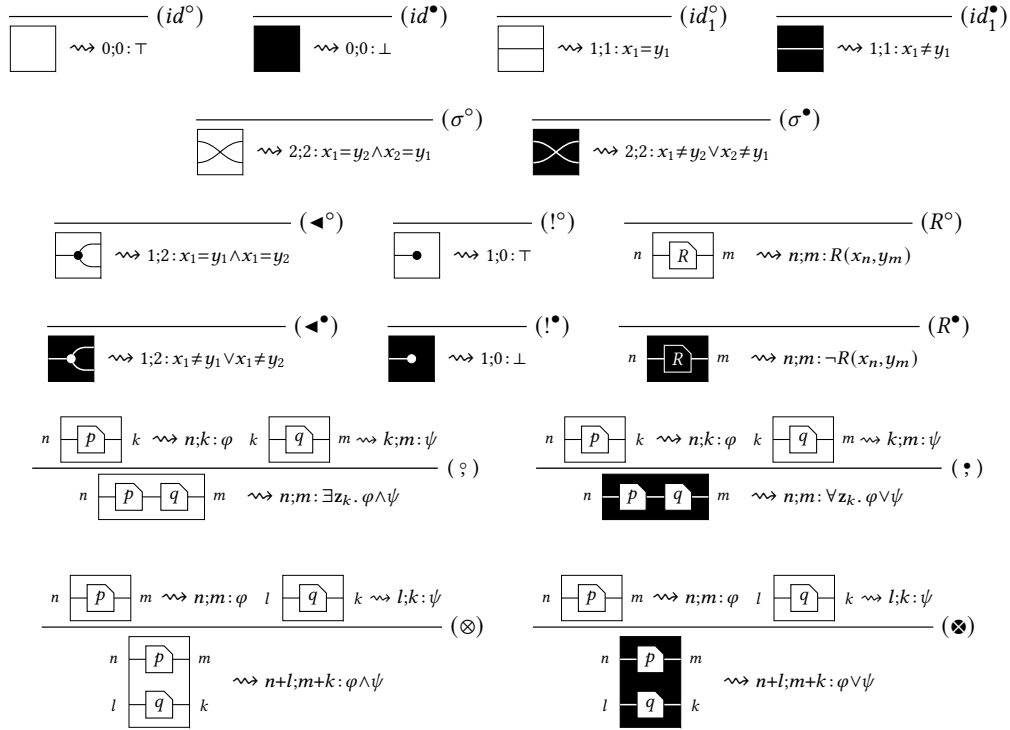 (id°) (id•) (id°₁) (id•₁)
⇝ 0;0: ⊤ ⇝ 0;0: ⊥ ⇝ 1;1: x₁=y₁ ⇝ 1;1: x₁≠y₁
(σ°) (σ•)
⇝ 2;2: x₁=y₂∧x₂=y₁ ⇝ 2;2: x₁≠y₂∨x₂≠y₁
(◄°) (!°) (R°)
⇝ 1;2: x₁=y₁∧x₁=y₂ ⇝ 1;0: ⊤ n R m ⇝ n;m: R(xₙ,yₘ)
(◄•) (!•) (R•)
⇝ 1;2: x₁≠y₁∨x₁≠y₂ ⇝ 1;0: ⊥ n R m ⇝ n;m: ¬R(xₙ,yₘ)
n p k ⇝ n;k: φ k q m ⇝ k;m: ψ n p k ⇝ n;k: φ k q m ⇝ k;m: ψ
(;°) (;•)
n p q m ⇝ n;m: ∃zₖ. φ∧ψ n p q m ⇝ n;m: ∀zₖ. φ∨ψ
n p m ⇝ n;m: φ l q k ⇝ l;k: ψ n p m ⇝ n;m: φ l q k ⇝ l;k: ψ
(⊗) (⊗)
n p m n p m
⇝ n+l;m+k: φ∧ψ ⇝ n+l;m+k: φ∨ψ
l q k l q k